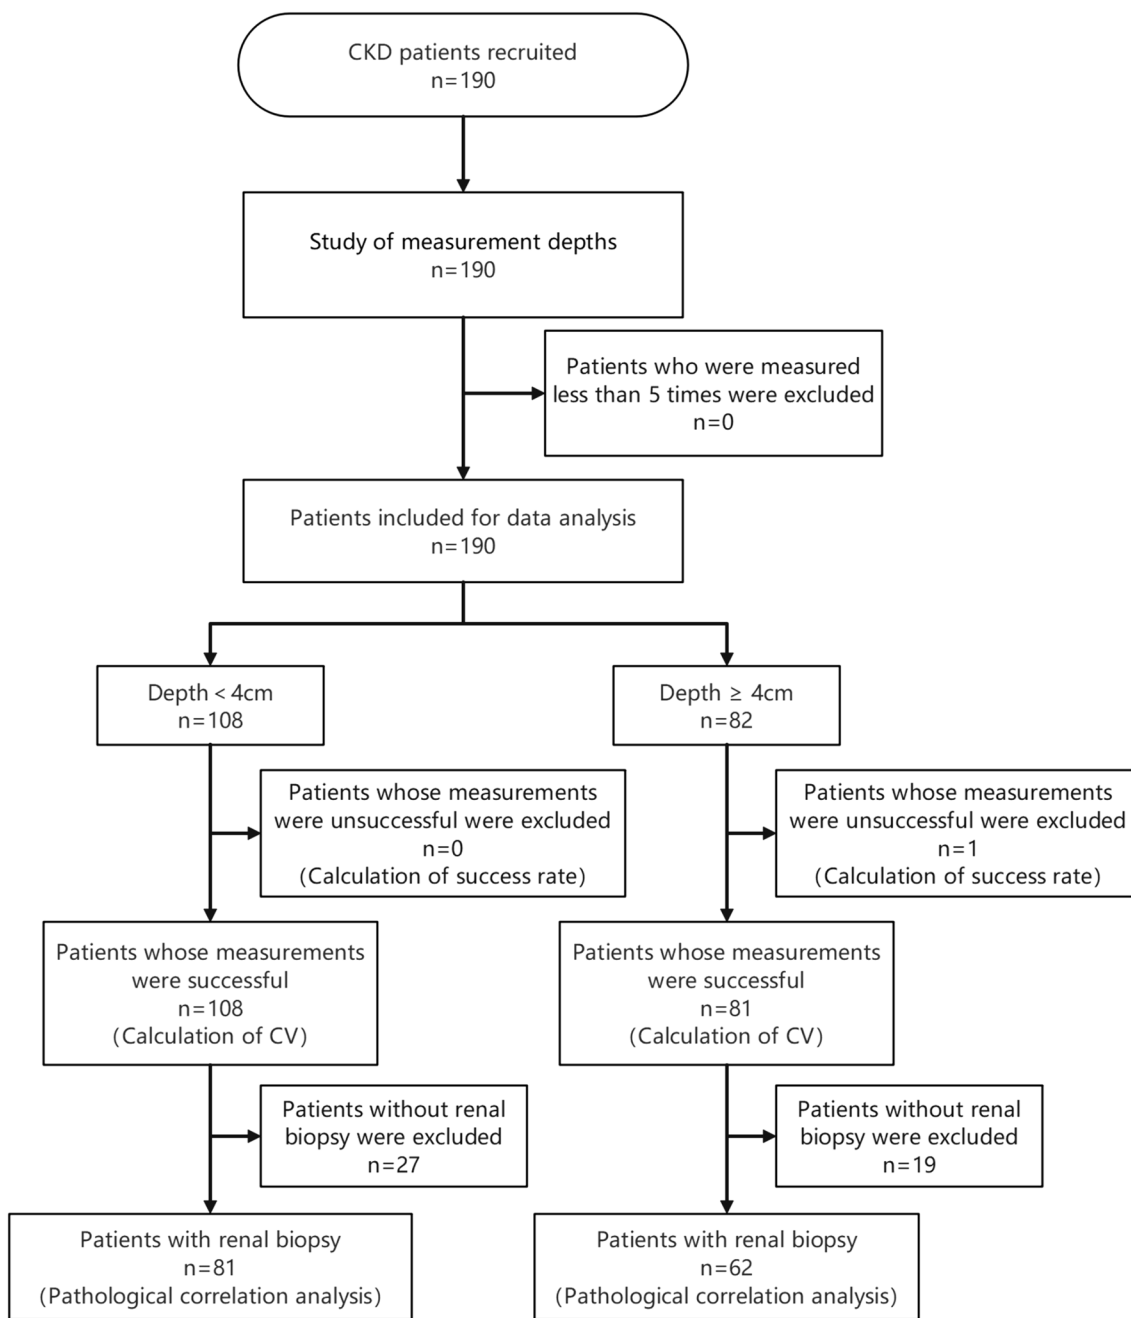 CKD patients recruited
n=190
Study of measurement depths
n=190
Patients who were measured
less than 5 times were excluded
n=0
Patients included for data analysis
n=190
Depth < 4cm
n=108
Depth ≥ 4cm
n=82
Patients whose measurements
were unsuccessful were excluded
n=0
(Calculation of success rate)
Patients whose measurements
were unsuccessful were excluded
n=1
(Calculation of success rate)
Patients whose measurements
were successful
n=108
(Calculation of CV)
Patients whose measurements
were successful
n=81
(Calculation of CV)
Patients without renal
biopsy were excluded
n=27
Patients without renal
biopsy were excluded
n=19
Patients with renal biopsy
n=81
(Pathological correlation analysis)
Patients with renal biopsy
n=62
(Pathological correlation analysis)